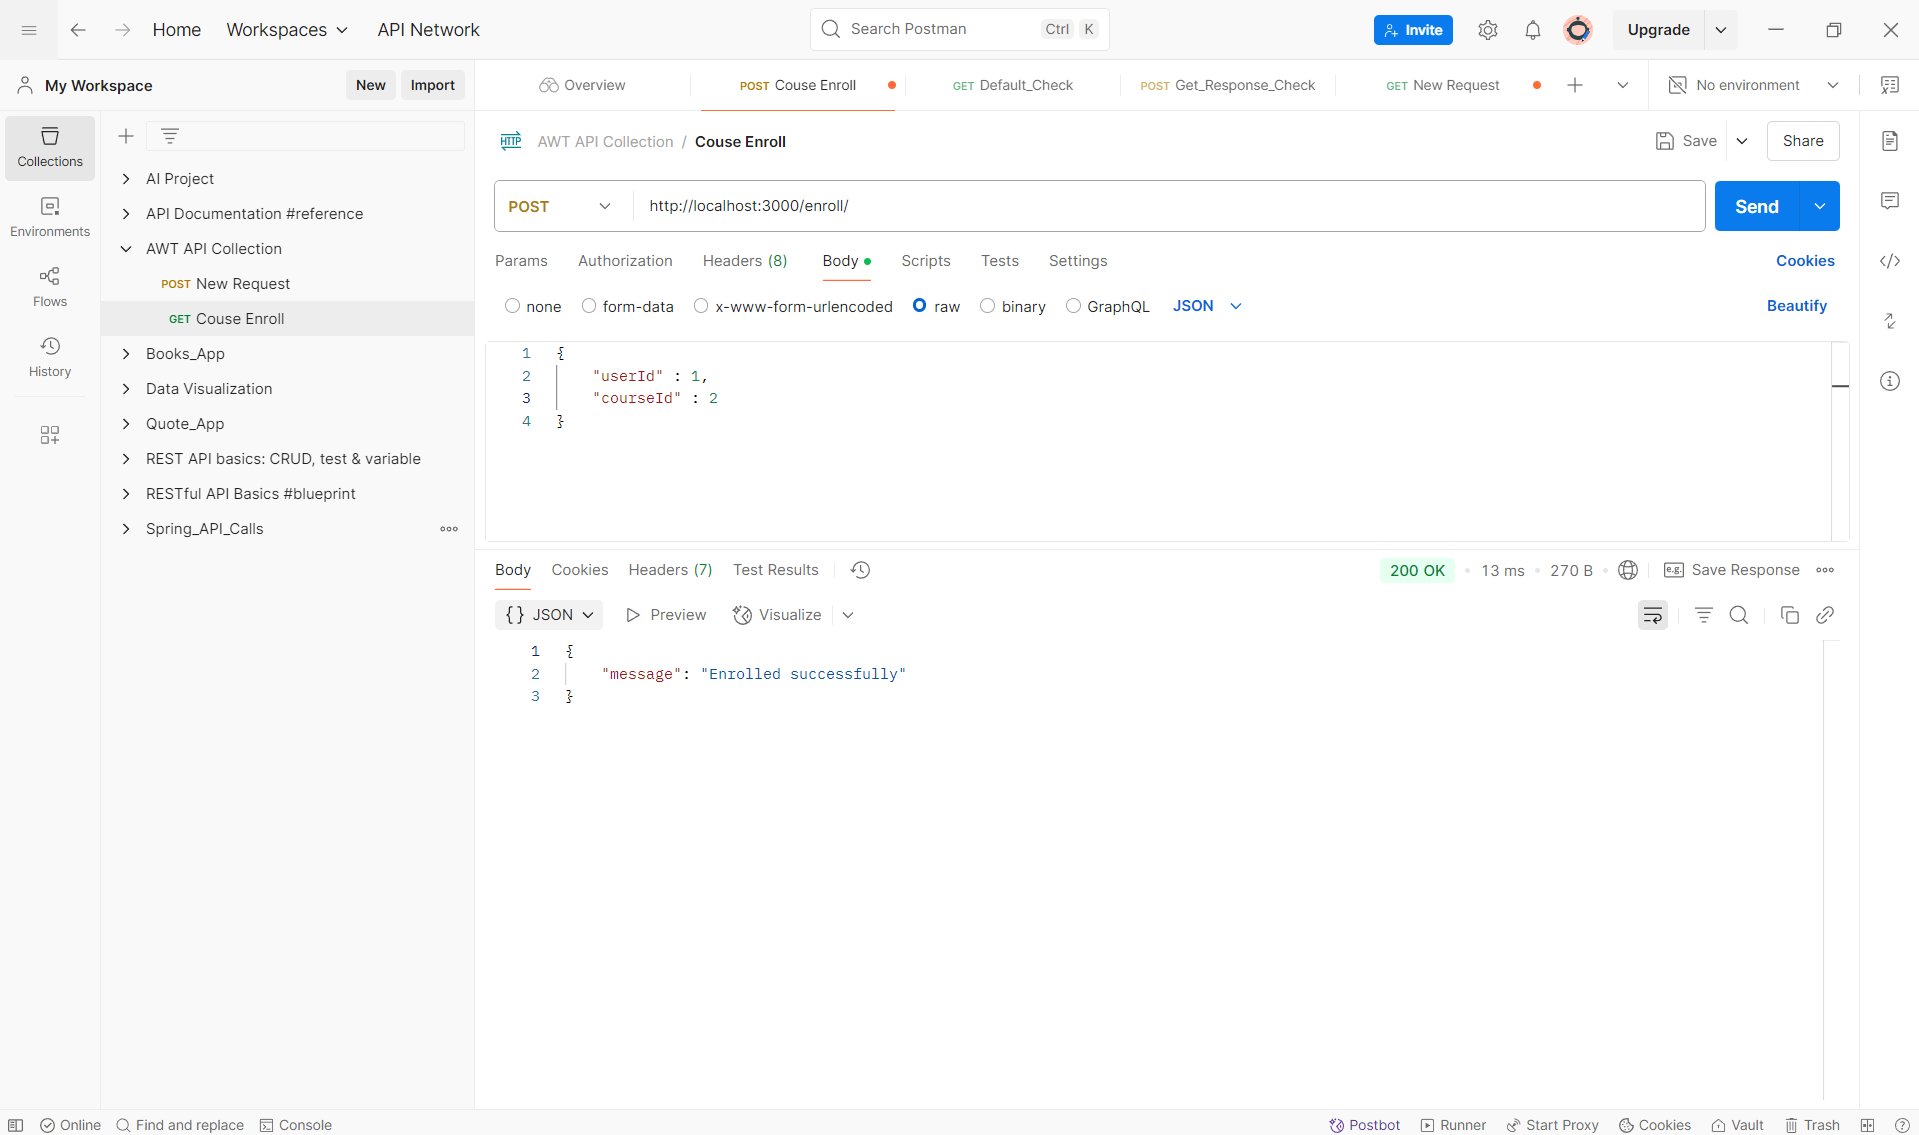 Home Workspaces API Network Search Postman Ctrl K Invite Upgrade
My Workspace New Import Overview POST Couse Enroll GET Default_Check POST Get_Response_Check GET New Request No environment
Collections
Environments
Flows
History
AI Project
API Documentation #reference
AWT API Collection
POST New Request
GET Couse Enroll
Books_App
Data Visualization
Quote_App
REST API basics: CRUD, test & variable
RESTful API Basics #blueprint
Spring_API_Calls
HTTP AWT API Collection / Couse Enroll Save Share
POST http://localhost:3000/enroll/ Send
Params Authorization Headers (8) Body Scripts Tests Settings Cookies
none form-data x-www-form-urlencoded raw binary GraphQL JSON Beautify
1 {
2 "userId" : 1,
3 "courseId" : 2
4 }
Body Cookies Headers (7) Test Results 200 OK 13 ms 270 B e.g. Save Response
{} JSON Preview Visualize
1 {
2 "message": "Enrolled successfully"
3 }
Online Find and replace Console Postbot Runner Start Proxy Cookies Vault Trash